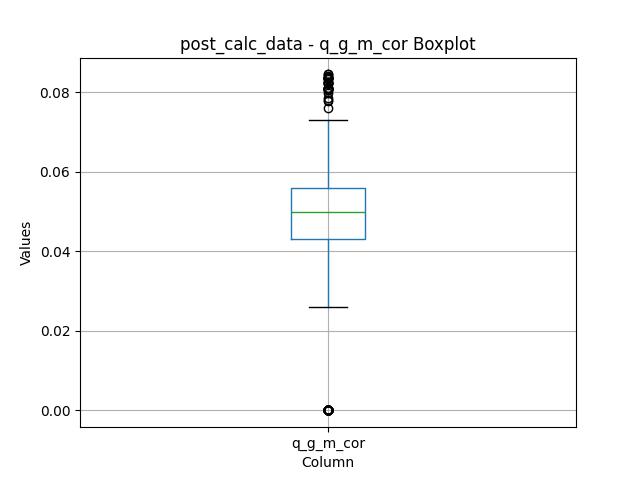 post_calc_data - q_g_m_cor Boxplot
0.08
0.06
0.04
0.02
0.00
Values
q_g_m_cor
Column